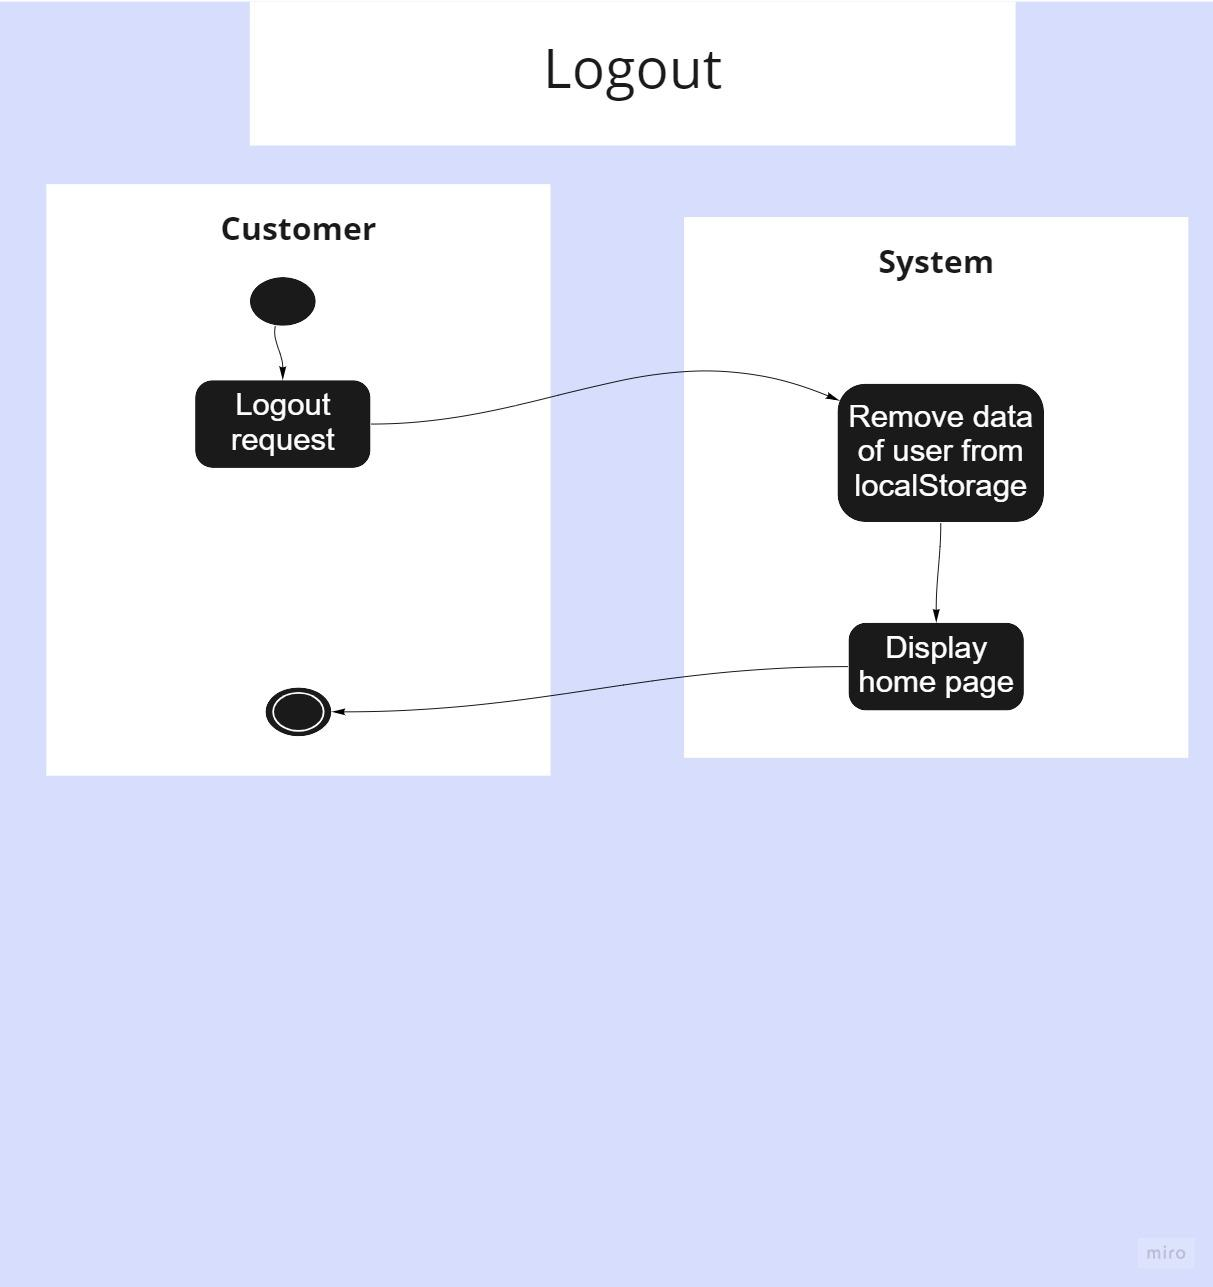 Logout
Customer
System
Logout
request
Remove data
of user from
localStorage
Display
home page
miro